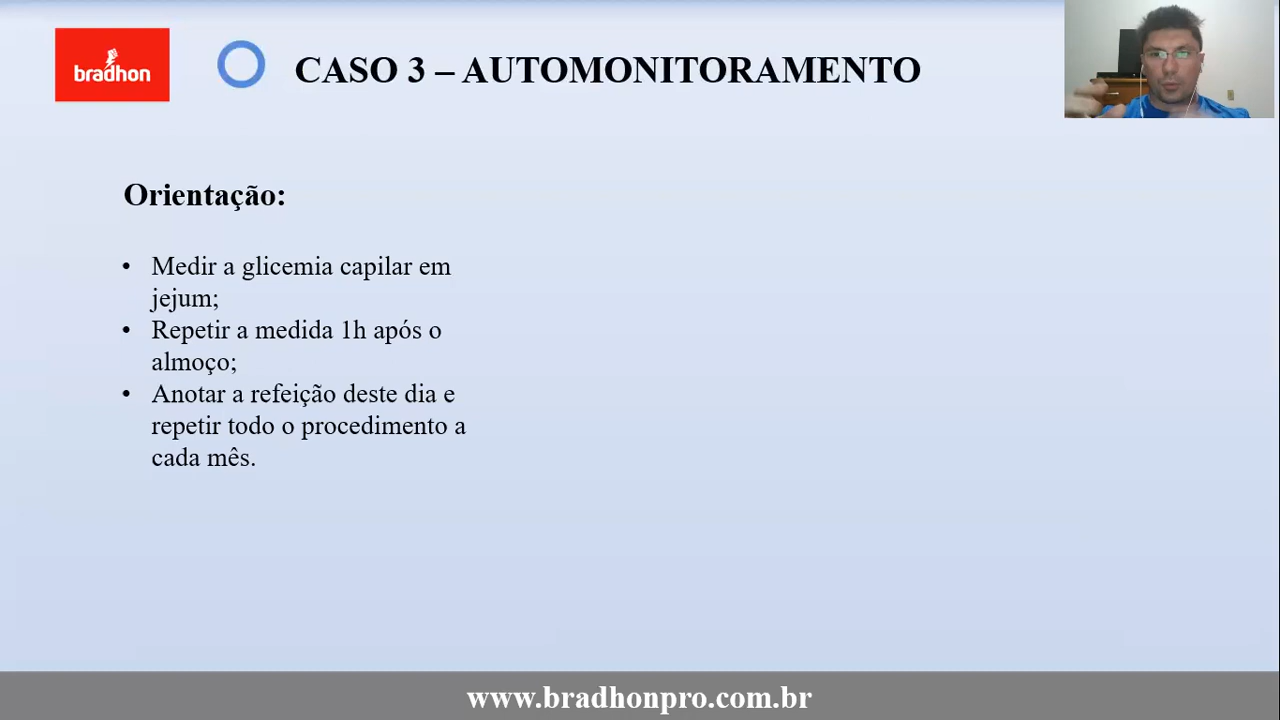 bradhon
CASO 3 – AUTOMONITORAMENTO
Orientação:
• Medir a glicemia capilar em
jejum;
• Repetir a medida 1h após o
almoço;
• Anotar a refeição deste dia e
repetir todo o procedimento a
cada mês.
www.bradhonpro.com.br